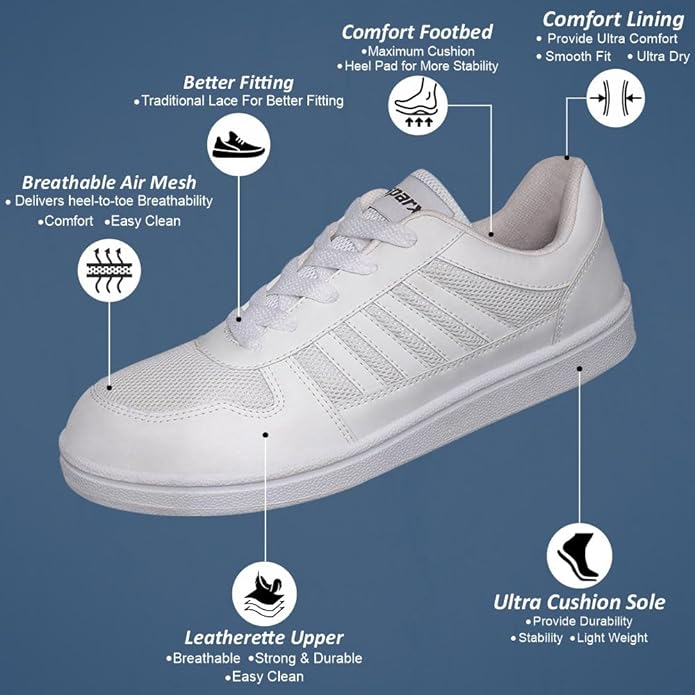 Comfort Footbed
•Maximum Cushion
•Heel Pad for More Stability
Comfort Lining
• Provide Ultra Comfort
• Smooth Fit • Ultra Dry
Better Fitting
•Traditional Lace For Better Fitting
Breathable Air Mesh
• Delivers heel-to-toe Breathability
•Comfort •Easy Clean
parx
Leatherette Upper
•Breathable •Strong & Durable
•Easy Clean
Ultra Cushion Sole
•Provide Durability
•Stability •Light Weight